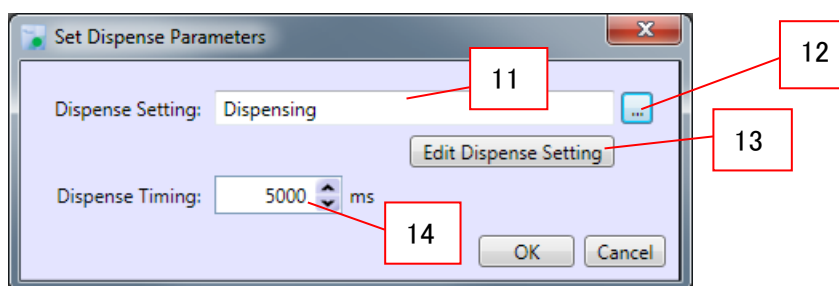 Set Dispense Parameters
12
11
Dispense Setting: Dispensing ...
13
Edit Dispense Setting
Dispense Timing: 5000 ms
14
OK Cancel